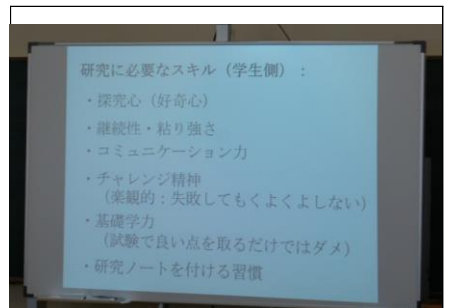 研究に必要なスキル（学生側）：
・探究心（好奇心）
・継続性・粘り強さ
・コミュニケーション力
・チャレンジ精神
（楽観的：失敗してもくよくよしない）
・基礎学力
（試験で良い点を取るだけではダメ）
・研究ノートを付ける習慣